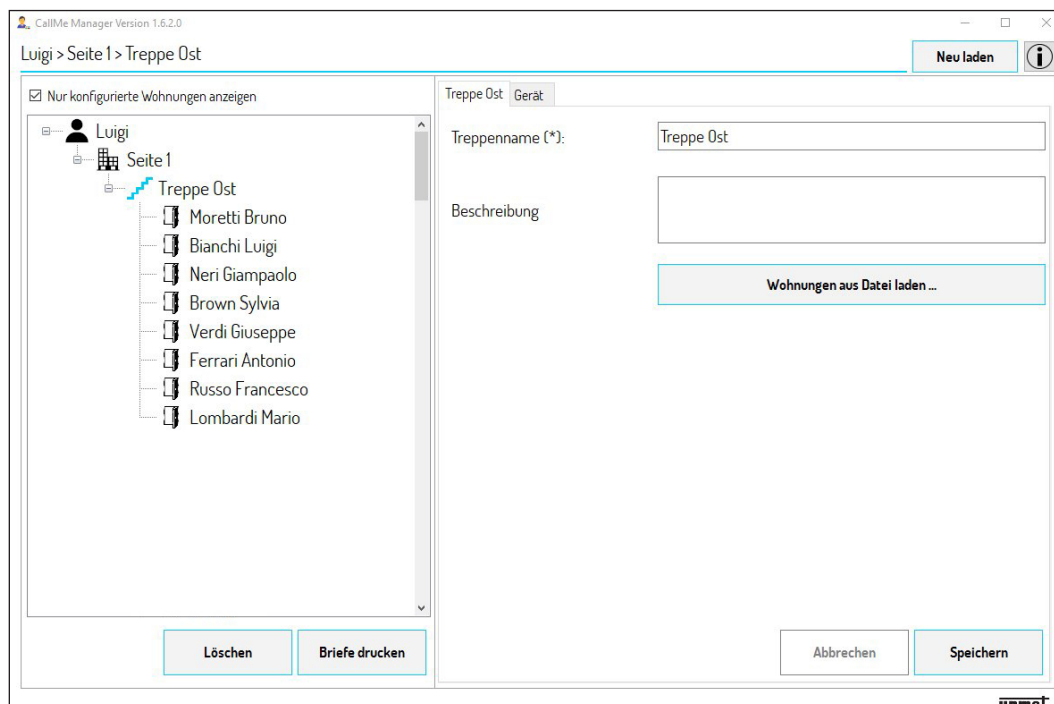 CallMe Manager Version 1.6.2.0
Luigi > Seite 1 > Treppe Ost
Neu laden
Nur konfigurierte Wohnungen anzeigen
Luigi
Seite 1
Treppe Ost
Moretti Bruno
Bianchi Luigi
Neri Giampaolo
Brown Sylvia
Verdi Giuseppe
Ferrari Antonio
Russo Francesco
Lombardi Mario
Löschen
Briefe drucken
Treppe Ost Gerät
Treppenname (*): Treppe Ost
Beschreibung
Wohnungen aus Datei laden ...
Abbrechen
Speichern